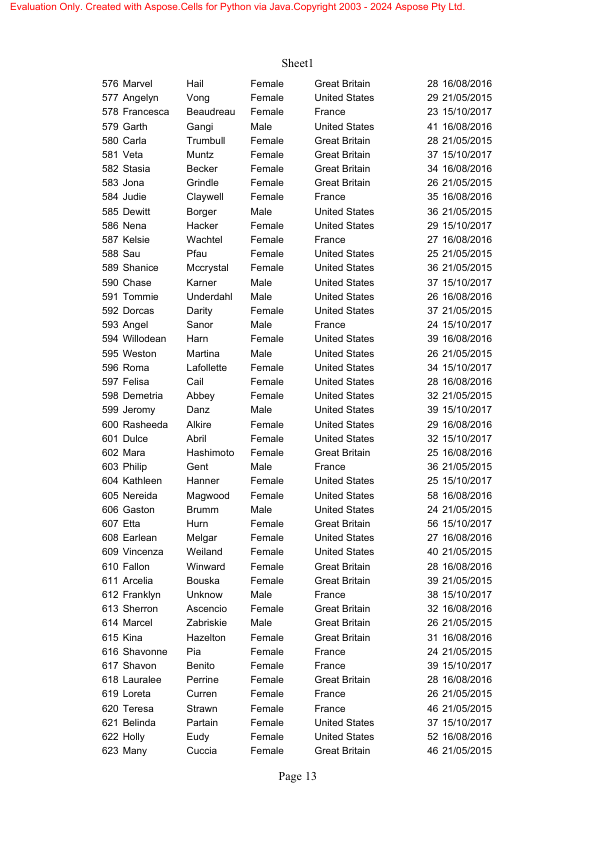 Evaluation Only. Created with Aspose.Cells for Python via Java.Copyright 2003 - 2024 Aspose Pty Ltd.
Sheet1
576 Marvel Hail Female Great Britain 28 16/08/2016
577 Angelyn Vong Female United States 29 21/05/2015
578 Francesca Beaudreau Female France 23 15/10/2017
579 Garth Gangi Male United States 41 16/08/2016
580 Carla Trumbull Female Great Britain 28 21/05/2015
581 Veta Muntz Female Great Britain 37 15/10/2017
582 Stasia Becker Female Great Britain 34 16/08/2016
583 Jona Grindle Female Great Britain 26 21/05/2015
584 Judie Claywell Female France 35 16/08/2016
585 Dewitt Borger Male United States 36 21/05/2015
586 Nena Hacker Female United States 29 15/10/2017
587 Kelsie Wachtel Female France 27 16/08/2016
588 Sau Pfau Female United States 25 21/05/2015
589 Shanice Mccrystal Female United States 36 21/05/2015
590 Chase Karner Male United States 37 15/10/2017
591 Tommie Underdahl Male United States 26 16/08/2016
592 Dorcas Darity Female United States 37 21/05/2015
593 Angel Sanor Male France 24 15/10/2017
594 Willodean Harn Female United States 39 16/08/2016
595 Weston Martina Male United States 26 21/05/2015
596 Roma Lafollette Female United States 34 15/10/2017
597 Felisa Cail Female United States 28 16/08/2016
598 Demetria Abbey Female United States 32 21/05/2015
599 Jeromy Danz Male United States 39 15/10/2017
600 Rasheeda Alkire Female United States 29 16/08/2016
601 Dulce Abril Female United States 32 15/10/2017
602 Mara Hashimoto Female Great Britain 25 16/08/2016
603 Philip Gent Male France 36 21/05/2015
604 Kathleen Hanner Female United States 25 15/10/2017
605 Nereida Magwood Female United States 58 16/08/2016
606 Gaston Brumm Male United States 24 21/05/2015
607 Etta Hurn Female Great Britain 56 15/10/2017
608 Earlean Melgar Female United States 27 16/08/2016
609 Vincenza Weiland Female United States 40 21/05/2015
610 Fallon Winward Female Great Britain 28 16/08/2016
611 Arcelia Bouska Female Great Britain 39 21/05/2015
612 Franklyn Unknow Male France 38 15/10/2017
613 Sherron Ascencio Female Great Britain 32 16/08/2016
614 Marcel Zabriskie Male Great Britain 26 21/05/2015
615 Kina Hazelton Female Great Britain 31 16/08/2016
616 Shavonne Pia Female France 24 21/05/2015
617 Shavon Benito Female France 39 15/10/2017
618 Lauralee Perrine Female Great Britain 28 16/08/2016
619 Loreta Curren Female France 26 21/05/2015
620 Teresa Strawn Female France 46 21/05/2015
621 Belinda Partain Female United States 37 15/10/2017
622 Holly Eudy Female United States 52 16/08/2016
623 Many Cuccia Female Great Britain 46 21/05/2015
Page 13